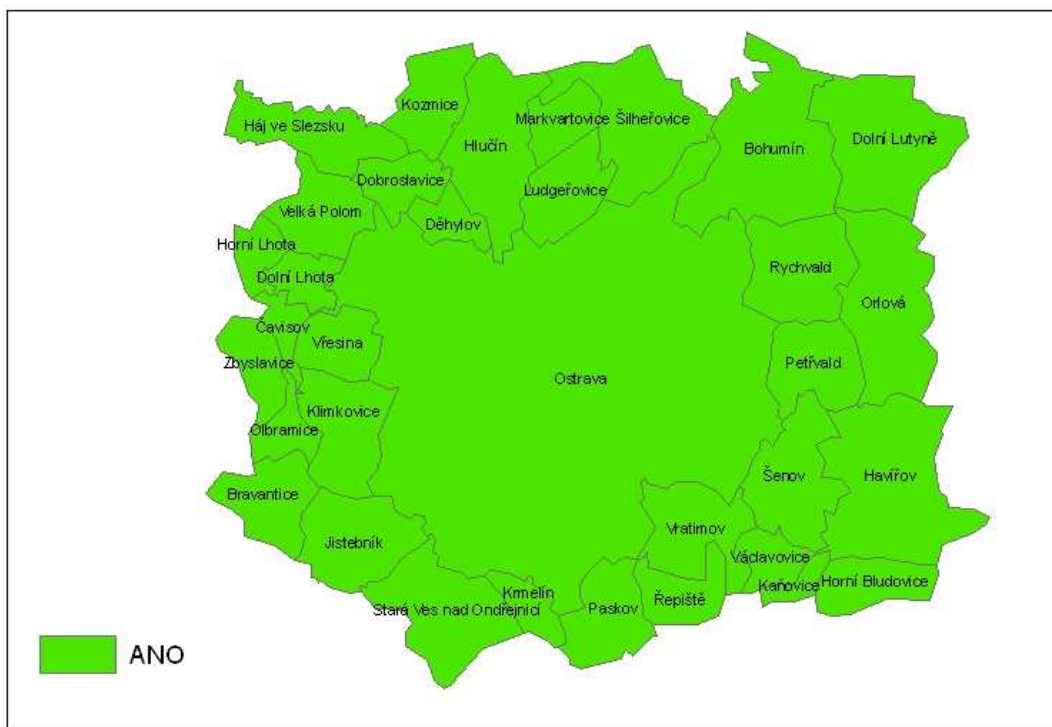 Kozmice
Háj ve Slezsku
Markvartovice
Šilheřovice
Hlučín
Bohumín
Dolní Lutyně
Dobroslavice
Ludgeřovice
Velká Polom
Děhylov
Horní Lhota
Dolní Lhota
Rychvald
Orlová
Čavisov
Vřesina
Zbyslavice
Petřvald
Ostrava
Klimkovice
Olbramice
Šenov
Havířov
Bravantice
Vratimov
Jistebník
Václavovice
Kaňovice
Horní Bludovice
Krmelín
Řepiště
Stará Ves nad Ondřejnicí
Paskov
ANO